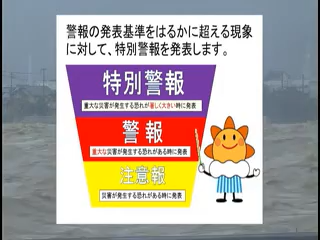 警報の発表基準をはるかに超える現象
に対して、特別警報を発表します。
特別警報
重大な災害が発生する恐れが著しく大きい時に発表
警報
重大な災害が発生する恐れがある時に発表
注意報
災害が発生する恐れがある時に発表